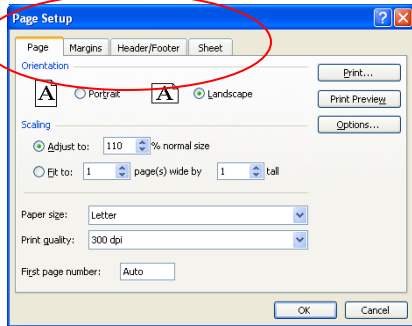 Page Setup
Page Margins Header/Footer Sheet
Orientation
A Portrait A Landscape
Print...
Print Preview
Scaling
Options...
Adjust to: 110 % normal size
Fit to: 1 page(s) wide by 1 tall
Paper size: Letter
Print quality: 300 dpi
First page number: Auto
OK Cancel